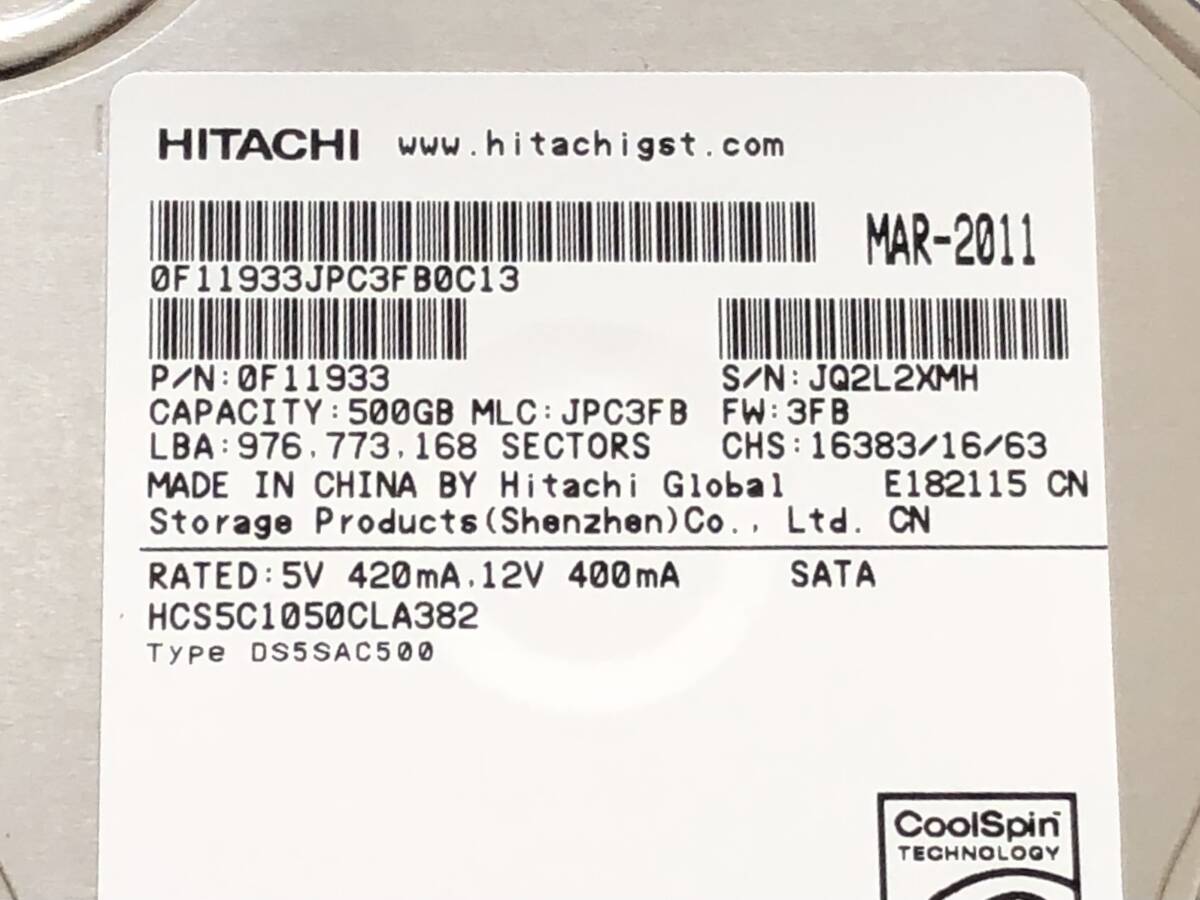 HITACHI www.hitachigst.com
MAR-2011
0F11933JPC3FB0C13
P/N:0F11933 S/N:JQ2L2XMH
CAPACITY:500GB MLC:JPC3FB FW:3FB
LBA:976,773,168 SECTORS CHS:16383/16/63
MADE IN CHINA BY Hitachi Global E182115 CN
Storage Products(Shenzhen)Co., Ltd. CN
RATED:5V 420mA,12V 400mA SATA
HCS5C1050CLA382
Type DS5SAC500
CoolSpin™
TECHNOLOGY